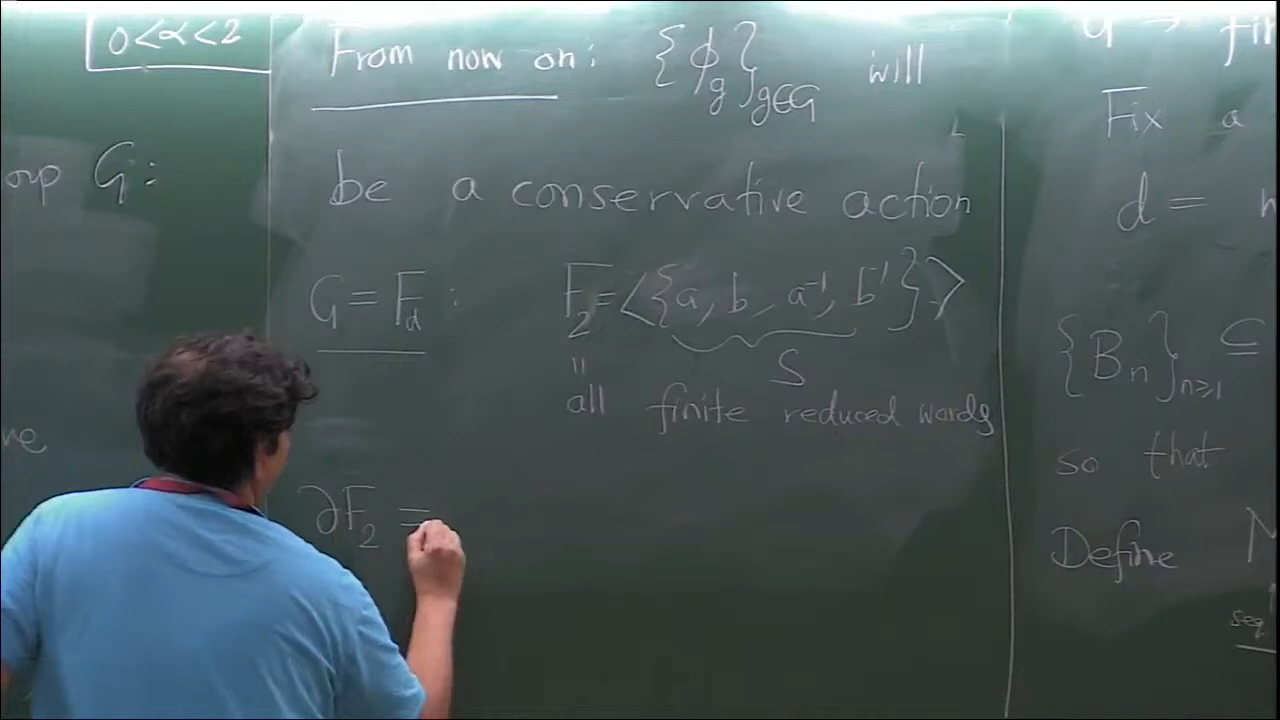 0<α<2
oup G:
ve
From now on: {ϕ_g}_{g∈G} will
be a conservative action
G = F_d : F_2 = <{a, b, a^{-1}, b^{-1}}>
S
"
all finite reduced words
∂F_2 =
Fix a
d =
{B_n}_{n≥1} ⊆
so that
Define
seq